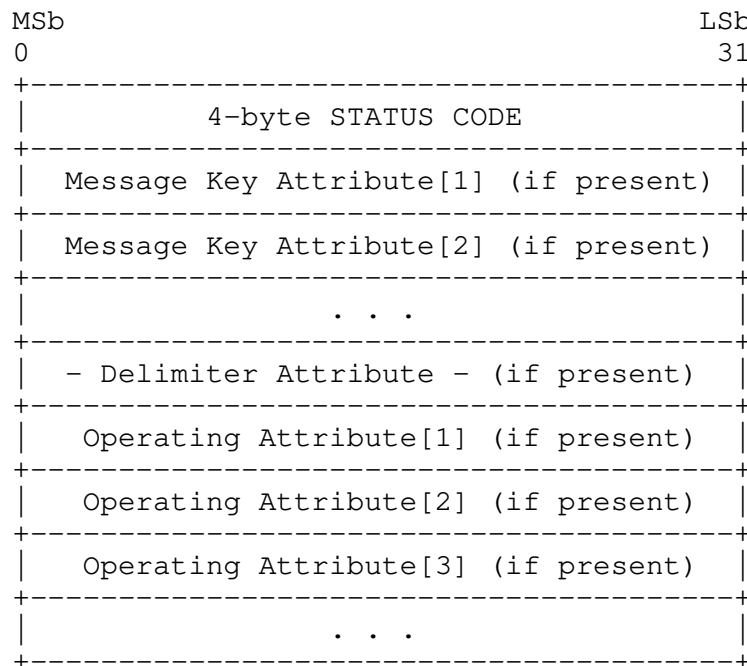 MSb LSb
0 31
+----------------------------------------+
| 4-byte STATUS CODE |
+----------------------------------------+
| Message Key Attribute[1] (if present) |
+----------------------------------------+
| Message Key Attribute[2] (if present) |
+----------------------------------------+
| . . . |
+----------------------------------------+
| - Delimiter Attribute - (if present) |
+----------------------------------------+
| Operating Attribute[1] (if present) |
+----------------------------------------+
| Operating Attribute[2] (if present) |
+----------------------------------------+
| Operating Attribute[3] (if present) |
+----------------------------------------+
| . . . |
+----------------------------------------+